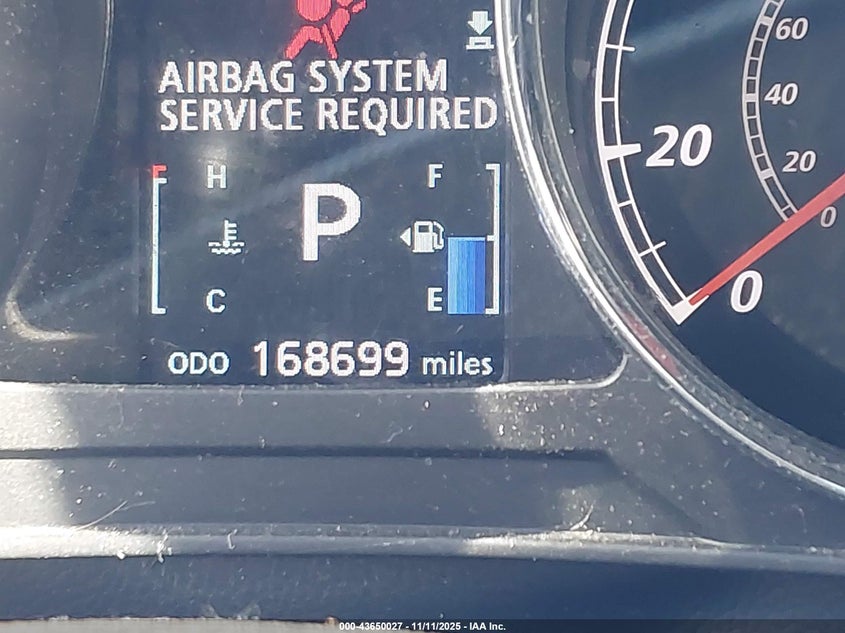 AIRBAG SYSTEM
SERVICE REQUIRED
H
F
P
C
E
ODO 168699 miles
60
40
20
20
0
0
000-43650027 - 11/11/2025 - IAA Inc.